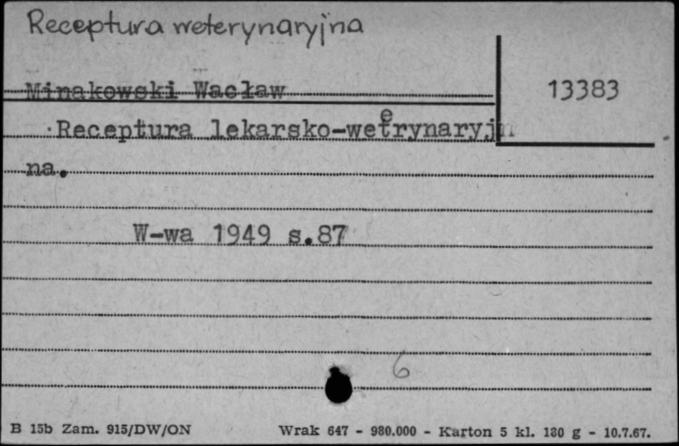 Receptura weterynaryjna
13383
Minakowski Wacław
Receptura lekarsko-weterynaryjn
na.
W-wa 1949 s.87
6
B 15b Zam. 915/DW/ON Wrak 647 - 980.000 - Karton 5 kl. 180 g - 10.7.67.